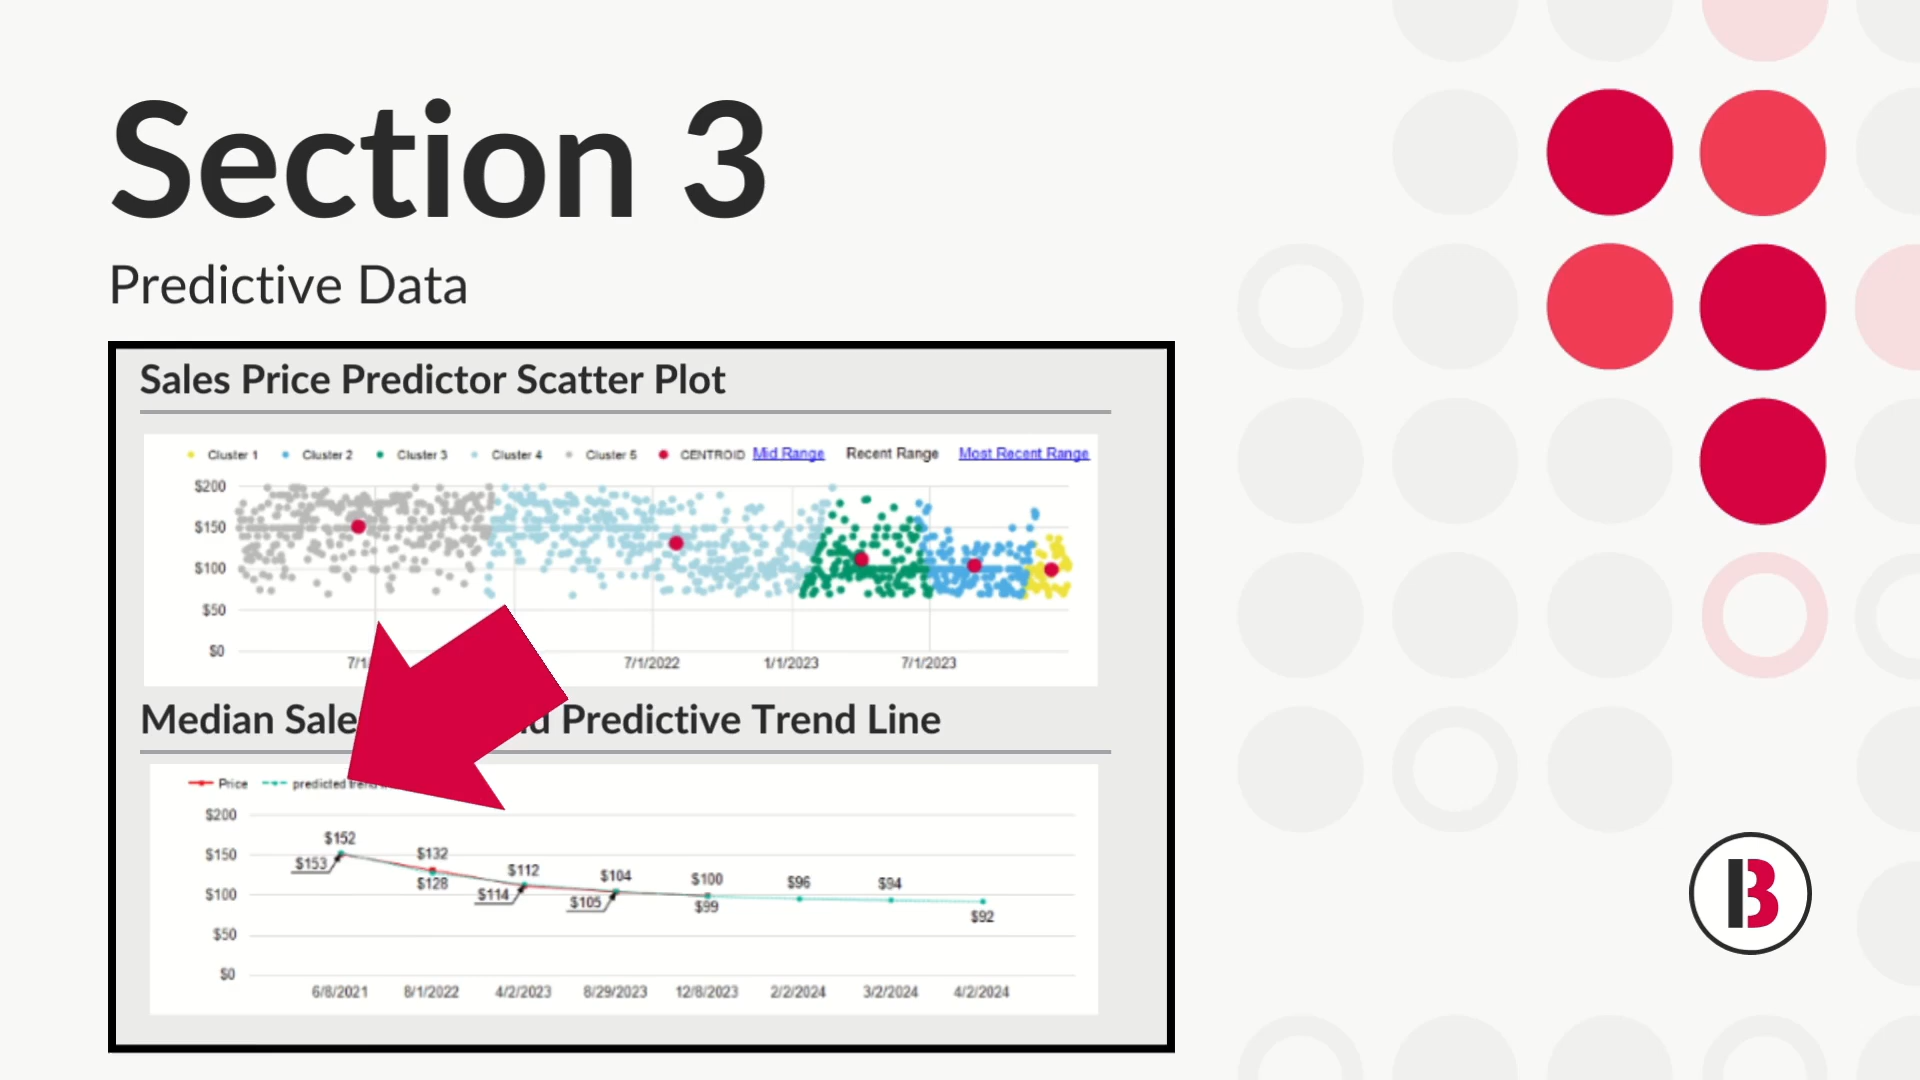 Section 3
Predictive Data
Sales Price Predictor Scatter Plot
Cluster 1 Cluster 2 Cluster 3 Cluster 4 Cluster 5 CENTROID Mid Range Recent Range Most Recent Range
$200
$150
$100
$50
$0
7/1/2022 1/1/2023 7/1/2023
Median Predictive Trend Line
Price predicted
$200
$150
$100
$50
$0
$152
$153
$132
$128
$112
$114
$104
$105
$100
$99
$96
$94
$92
6/8/2021 8/1/2022 4/2/2023 8/29/2023 12/8/2023 2/2/2024 3/2/2024 4/2/2024
B